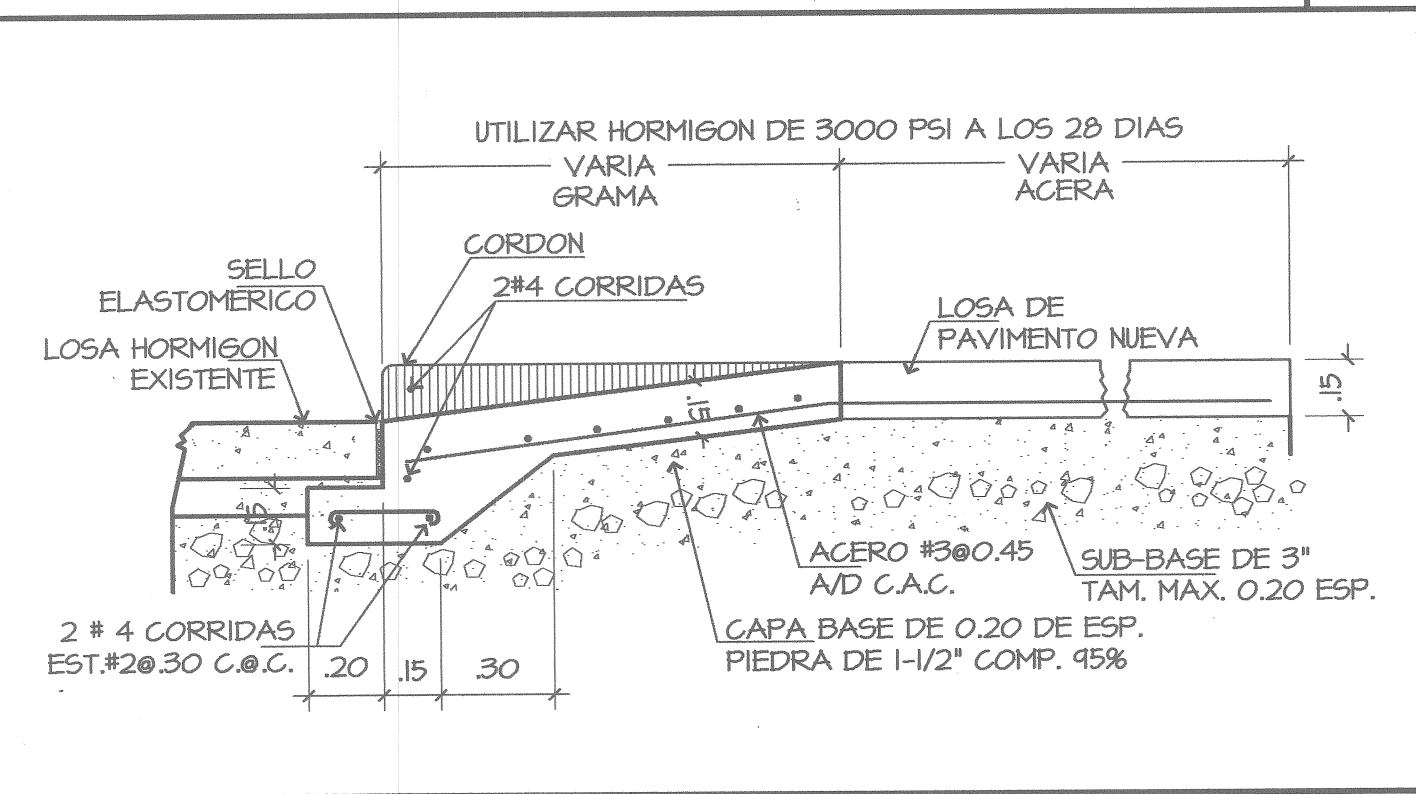 UTILIZAR HORMIGON DE 3000 PSI A LOS 28 DIAS
VARIA
GRAMA
VARIA
ACERA
CORDON
SELLO
ELASTOMERICO
2#4 CORRIDAS
LOSA HORMIGON
EXISTENTE
LOSA DE
PAVIMENTO NUEVA
.15
.15
.15
ACERO #3@0.45
A/D C.A.C.
SUB-BASE DE 3"
TAM. MAX. 0.20 ESP.
CAPA BASE DE 0.20 DE ESP.
PIEDRA DE 1-1/2" COMP. 95%
2 # 4 CORRIDAS
EST.#2@.30 C.@.C.
.20
.15
.30